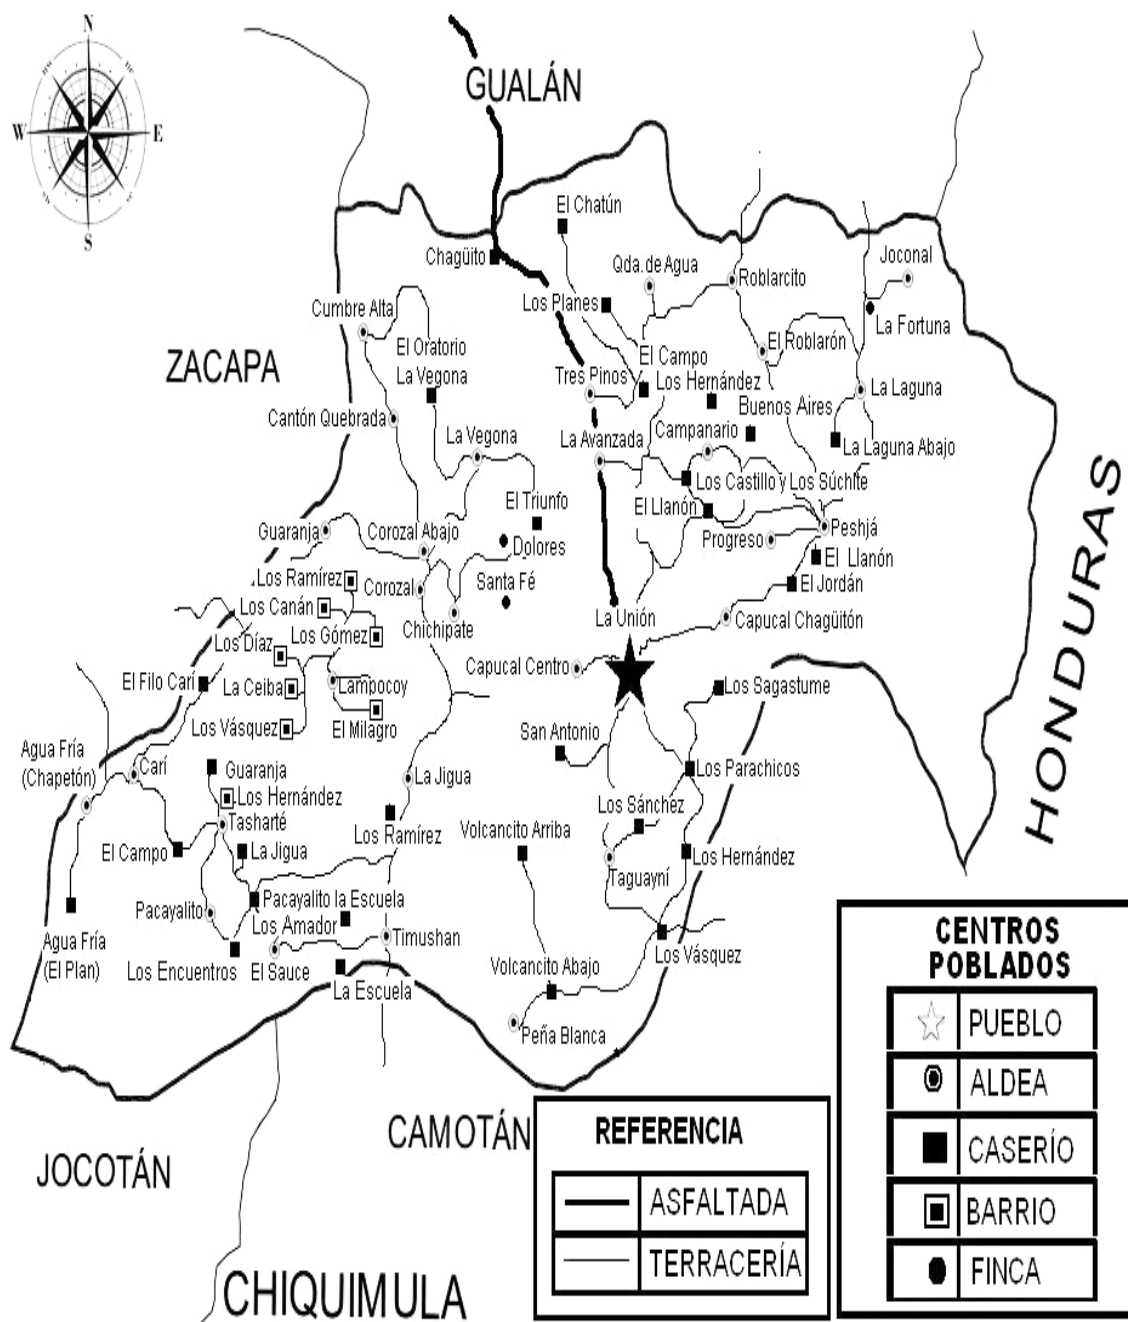 N
GUALÁN
W
E
S
El Chatún
Chagüito
Qda. de Agua
Roblarcito
Joconal
Los Planes
Cumbre Alta
La Fortuna
El Oratorio
El Roblarón
ZACAPA
La Vegona
Tres Pinos
El Campo
Los Hernández
La Laguna
Buenos Aires
Cantón Quebrada
La Vegona
La Avanzada
Campanario
La Laguna Abajo
Los Castillo y Los Súchite
El Triunfo
El Llanón
Guaranja
Corozal Abajo
Peshjá
Progreso
Dolores
El Llanón
Los Ramírez
Corozal
Santa Fé
El Jordán
Los Canán
Chichipate
La Unión
Capucal Chagüitón
Los Gómez
Los Díaz
Capucal Centro
El Filo Carí
La Ceiba
Lampocoy
Los Sagastume
Los Vásquez
El Milagro
San Antonio
HONDURAS
Agua Fría
(Chapetón)
Carí
Guaranja
La Jigua
Los Parachicos
Los Hernández
Los Sánchez
Tasharté
Los Ramírez
Volcancito Arriba
El Campo
La Jigua
Los Hernández
Taguayní
Pacayalito la Escuela
Pacayalito
Los Amador
Timushan
Agua Fría
(El Plan)
Los Encuentros
El Sauce
Los Vásquez
La Escuela
Volcancito Abajo
Peña Blanca
CENTROS
POBLADOS
PUEBLO
ALDEA
CASERÍO
BARRIO
FINCA
CAMOTÁN
REFERENCIA
ASFALTADA
TERRACERÍA
JOCOTÁN
CHIQUIMULA